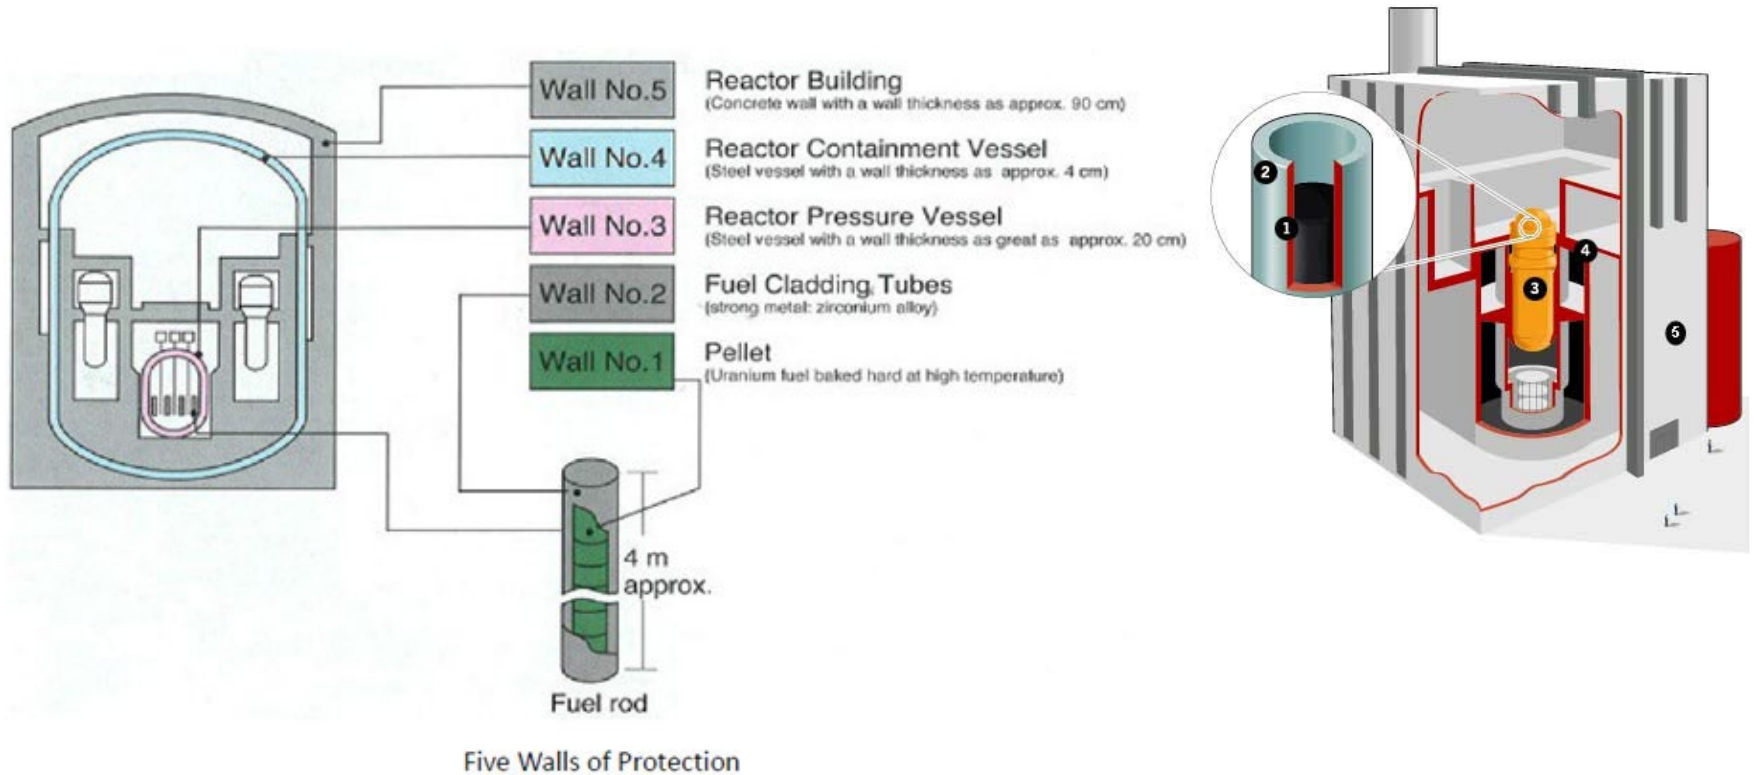 Wall No.5
Reactor Building
(Concrete wall with a wall thickness as approx. 90 cm)
Wall No.4
Reactor Containment Vessel
(Steel vessel with a wall thickness as approx. 4 cm)
Wall No.3
Reactor Pressure Vessel
(Steel vessel with a wall thickness as great as approx. 20 cm)
Wall No.2
Fuel Cladding Tubes
(strong metal: zirconium alloy)
Wall No.1
Pellet
(Uranium fuel baked hard at high temperature)
4 m
approx.
Fuel rod
Five Walls of Protection
2
1
4
3
5